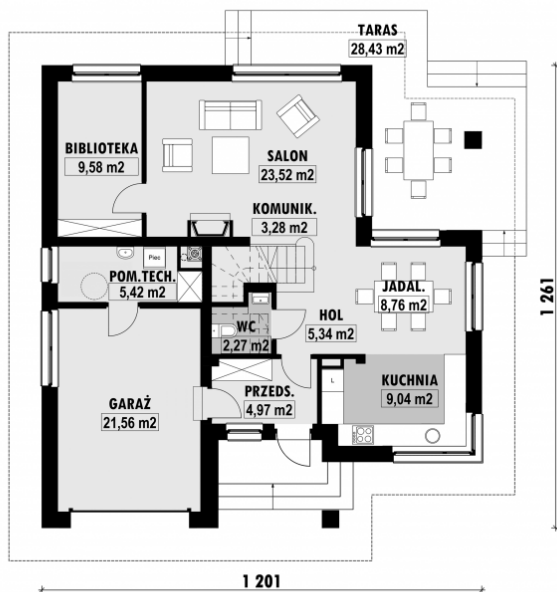 TARAS
28,43 m2
BIBLIOTEKA
9,58 m2
SALON
23,52 m2
KOMUNIK.
3,28 m2
Piec
POM.TECH.
5,42 m2
JADAL.
8,76 m2
HOL
5,34 m2
WC
2,27 m2
1 261
L
KUCHNIA
9,04 m2
PRZEDS.
4,97 m2
GARAŻ
21,56 m2
1 201